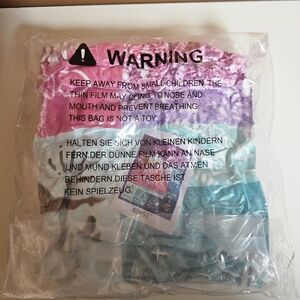 WARNING
KEEP AWAY FROM SMALL CHILDREN. THE
THIN FILM MAY CLING TO NOSE AND
MOUTH AND PREVENT BREATHING.
THIS BAG IS NOT A TOY
HALTEN SIE SICH VON KLEINEN KINDERN
FERN.DER DÜNNE FILM KANN AN NASE
UND MUND KLEBEN UND DAS ATMEN
BEHINDERN.DIESE TASCHE IST
KEIN SPIELZEUG.